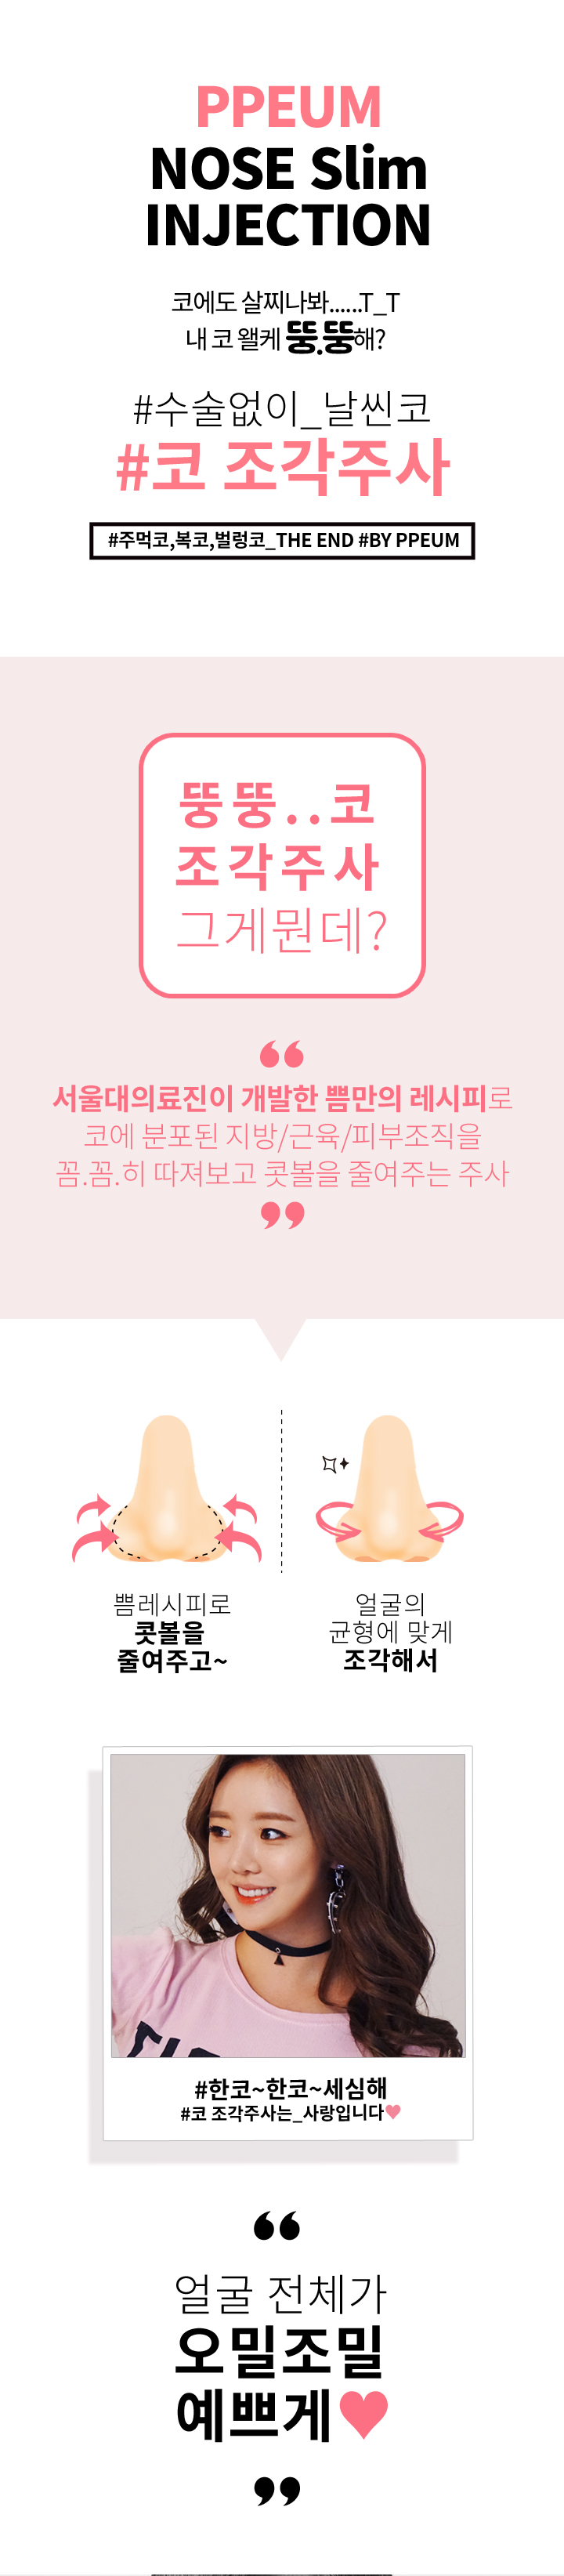 PPEUM
NOSE Slim
INJECTION
코에도 살찌나봐......T_T
내 코 왤케 뚱.뚱해?
#수술없이_날씬코
#코 조각주사
#주먹코,복코,벌렁코_THE END #BY PPEUM
뚱뚱..코
조각주사
그게뭔데?
“
서울대의료진이 개발한 쁨만의 레시피로
코에 분포된 지방/근육/피부조직을
꼼.꼼.히 따져보고 콧볼을 줄여주는 주사
”
쁨레시피로
콧볼을
줄여주고~
얼굴의
균형에 맞게
조각해서
#한코~한코~세심해
#코 조각주사는_사랑입니다♥
“
얼굴 전체가
오밀조밀
예쁘게♥
”